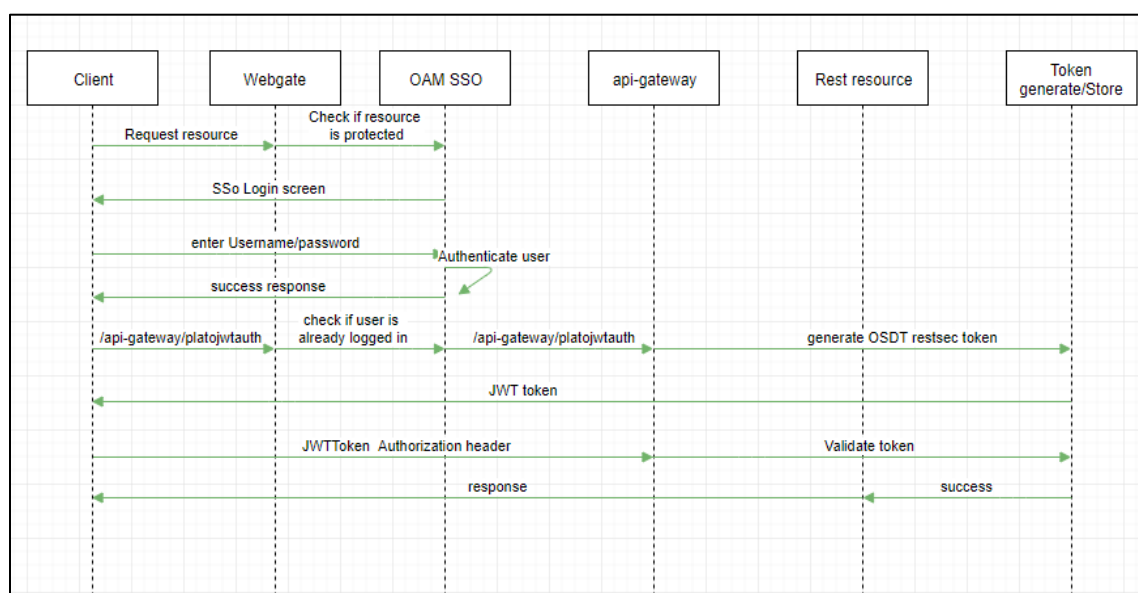 Client
Webgate
OAM SSO
api-gateway
Rest resource
Token
generate/Store
Request resource
Check if resource
is protected
SSo Login screen
enter Username/password
Authenticate user
success response
/api-gateway/platojwtauth
check if user is
already logged in
/api-gateway/platojwtauth
generate OSDT restsec token
JWT token
JWTToken Authorization header
Validate token
response
success